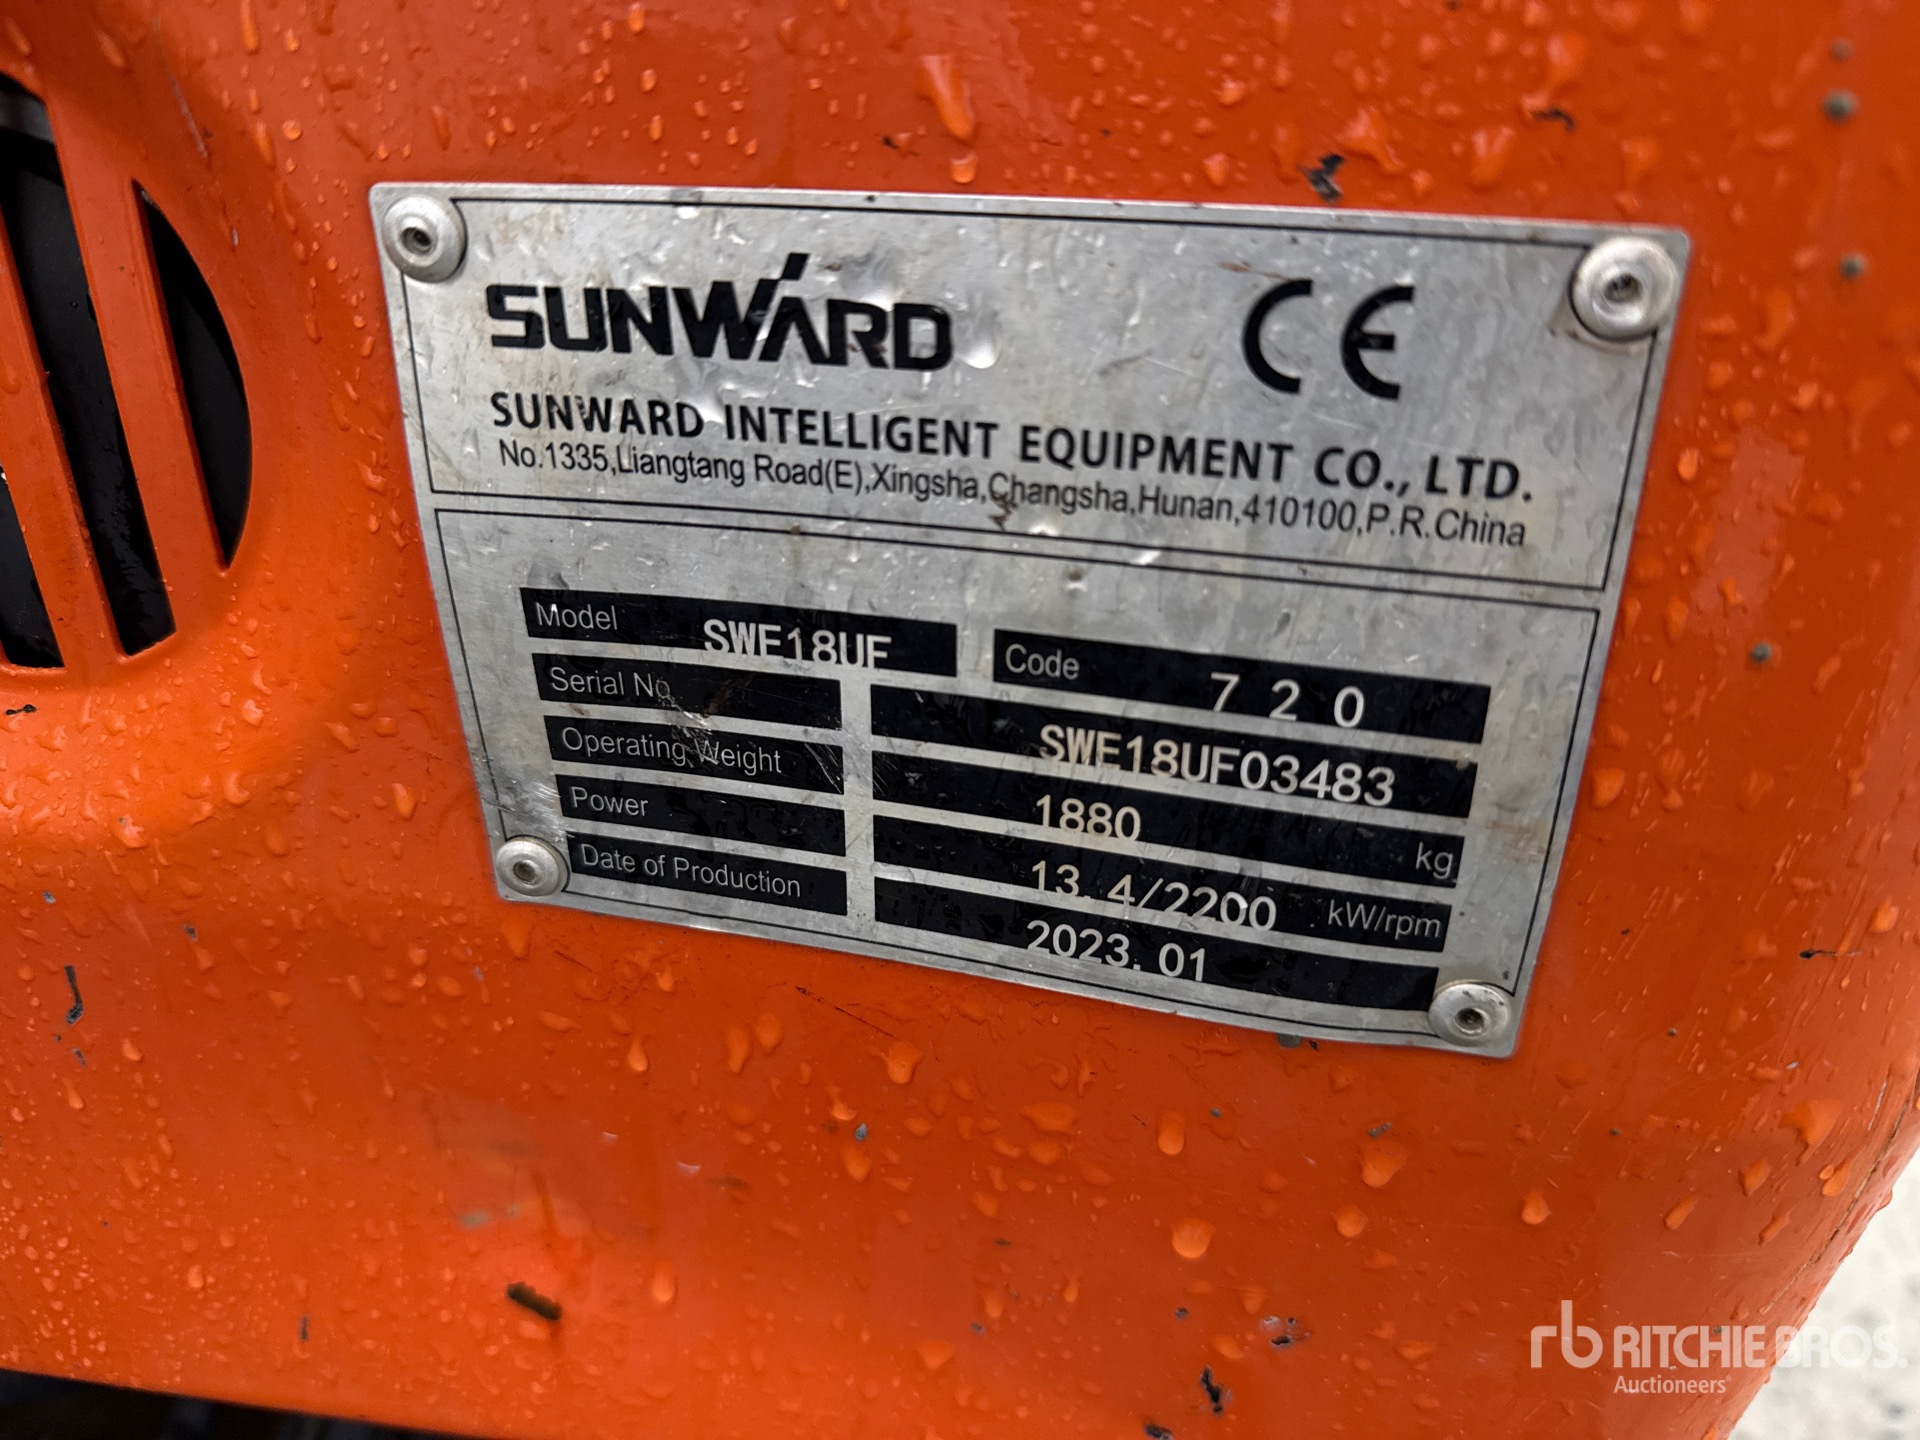 SUNWARD CE
SUNWARD INTELLIGENT EQUIPMENT CO., LTD.
No.1335,Liangtang Road(E),Xingsha,Changsha,Hunan,410100,P.R.China
Model SWE18UF Code 720
Serial No SWE18UF03483
Operating Weight 1880 kg
Power 13.4/2200 kW/rpm
Date of Production 2023.01
rb RITCHIE BROS.
Auctioneers